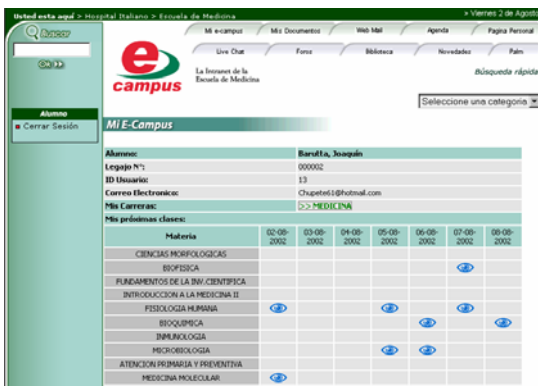 Usted esta aquí > Hospital Italiano > Escuela de Medicina
> Viernes 2 de Agosto
Buscar
Mi e-campus
Mis Documentos
Web Mail
Agenda
Pagina Personal
Live Chat
Foros
Biblioteca
Novedades
Palm
Ok
e
campus
La Intranet de la
Escuela de Medicina
Búsqueda rápida
Seleccione una categoria
Alumno
Cerrar Sesión
Mi E-Campus
Alumno: Barutta, Joaquin
Legajo Nº: 000002
ID Usuario: 13
Correo Electronico: Chupete61@hotmail.com
Mis Carreras: >> MEDICINA
Mis próximas clases:
Materia 02-08-2002 03-08-2002 04-08-2002 05-08-2002 06-08-2002 07-08-2002 08-08-2002
CIENCIAS MORFOLOGICAS
BIOFISICA
FUNDAMENTOS DE LA INV.CIENTIFICA
INTRODUCCION A LA MEDICINA II
FISIOLOGIA HUMANA
BIOQUIMICA
INMUNOLOGIA
MICROBIOLOGIA
ATENCION PRIMARIA Y PREVENTIVA
MEDICINA MOLECULAR